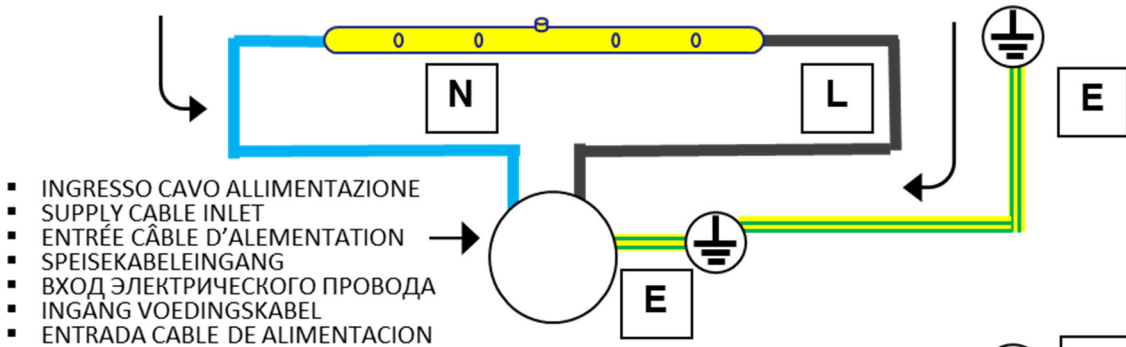 N
L
E
▪ INGRESSO CAVO ALLIMENTAZIONE
▪ SUPPLY CABLE INLET
▪ ENTRÉE CÂBLE D’ALEMENTATION
▪ SPEISEKABELEINGANG
▪ ВХОД ЭЛЕКТРИЧЕСКОГО ПРОВОДА
▪ INGANG VOEDINGSKABEL
▪ ENTRADA CABLE DE ALIMENTACION
E